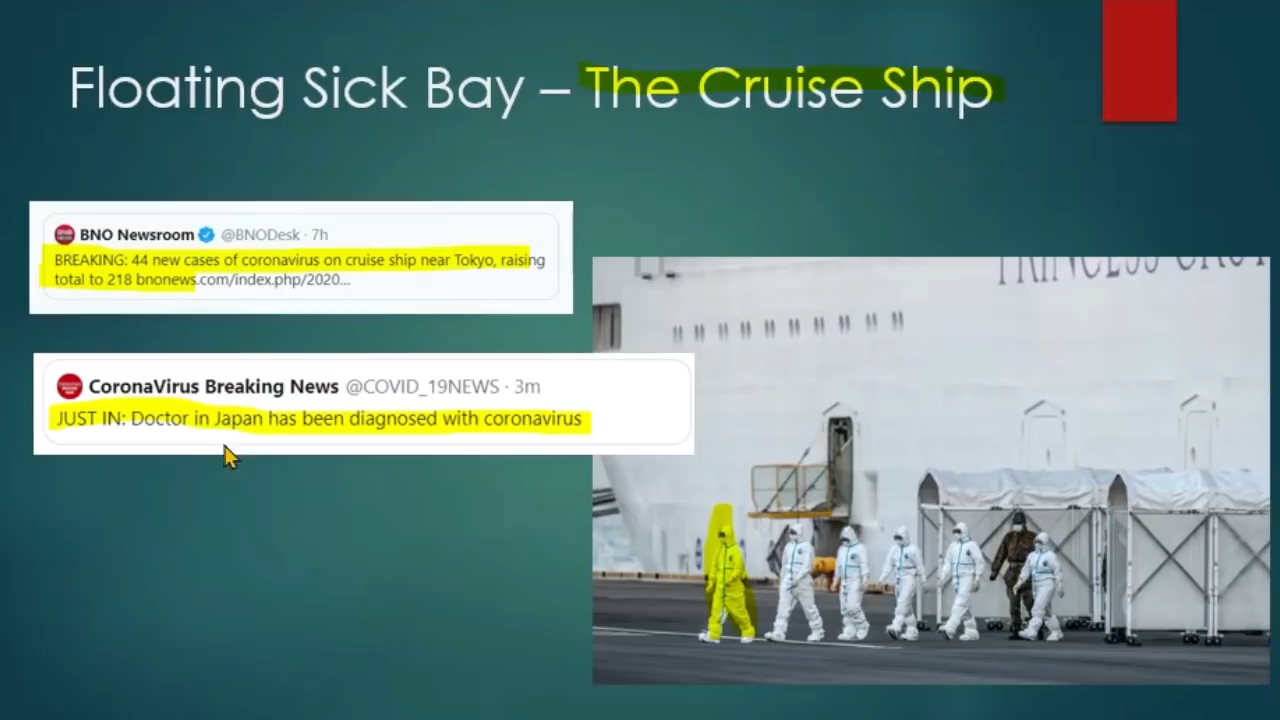 Floating Sick Bay – The Cruise Ship
BNO Newsroom @BNODesk · 7h
BREAKING: 44 new cases of coronavirus on cruise ship near Tokyo, raising
total to 218 bnonews.com/index.php/2020...
CoronaVirus Breaking News @COVID_19NEWS · 3m
JUST IN: Doctor in Japan has been diagnosed with coronavirus
PRINCESS